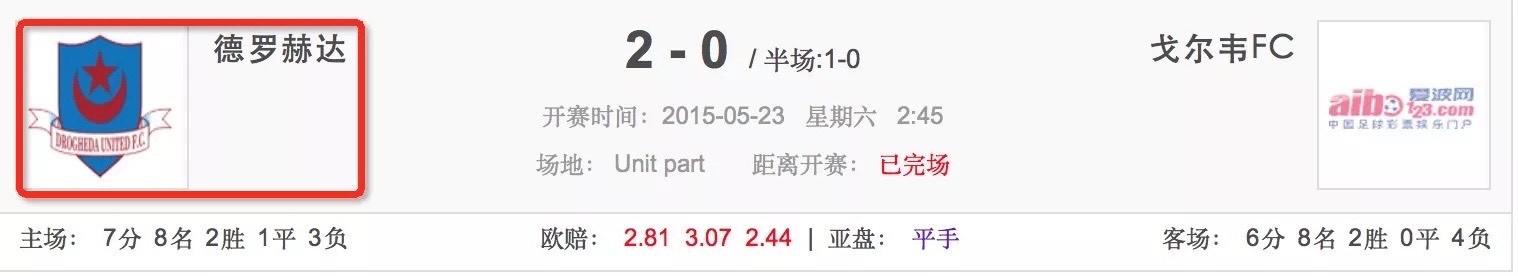 德罗赫达
2 - 0 / 半场:1-0
戈尔韦FC
DROGHEDA UNITED F.C.
开赛时间： 2015-05-23 星期六 2:45
aibo123.com 爱波网
中国足球彩票娱乐门户
场地： Unit part 距离开赛： 已完场
主场： 7分 8名 2胜 1平 3负
欧赔： 2.81 3.07 2.44 | 亚盘： 平手
客场： 6分 8名 2胜 0平 4负